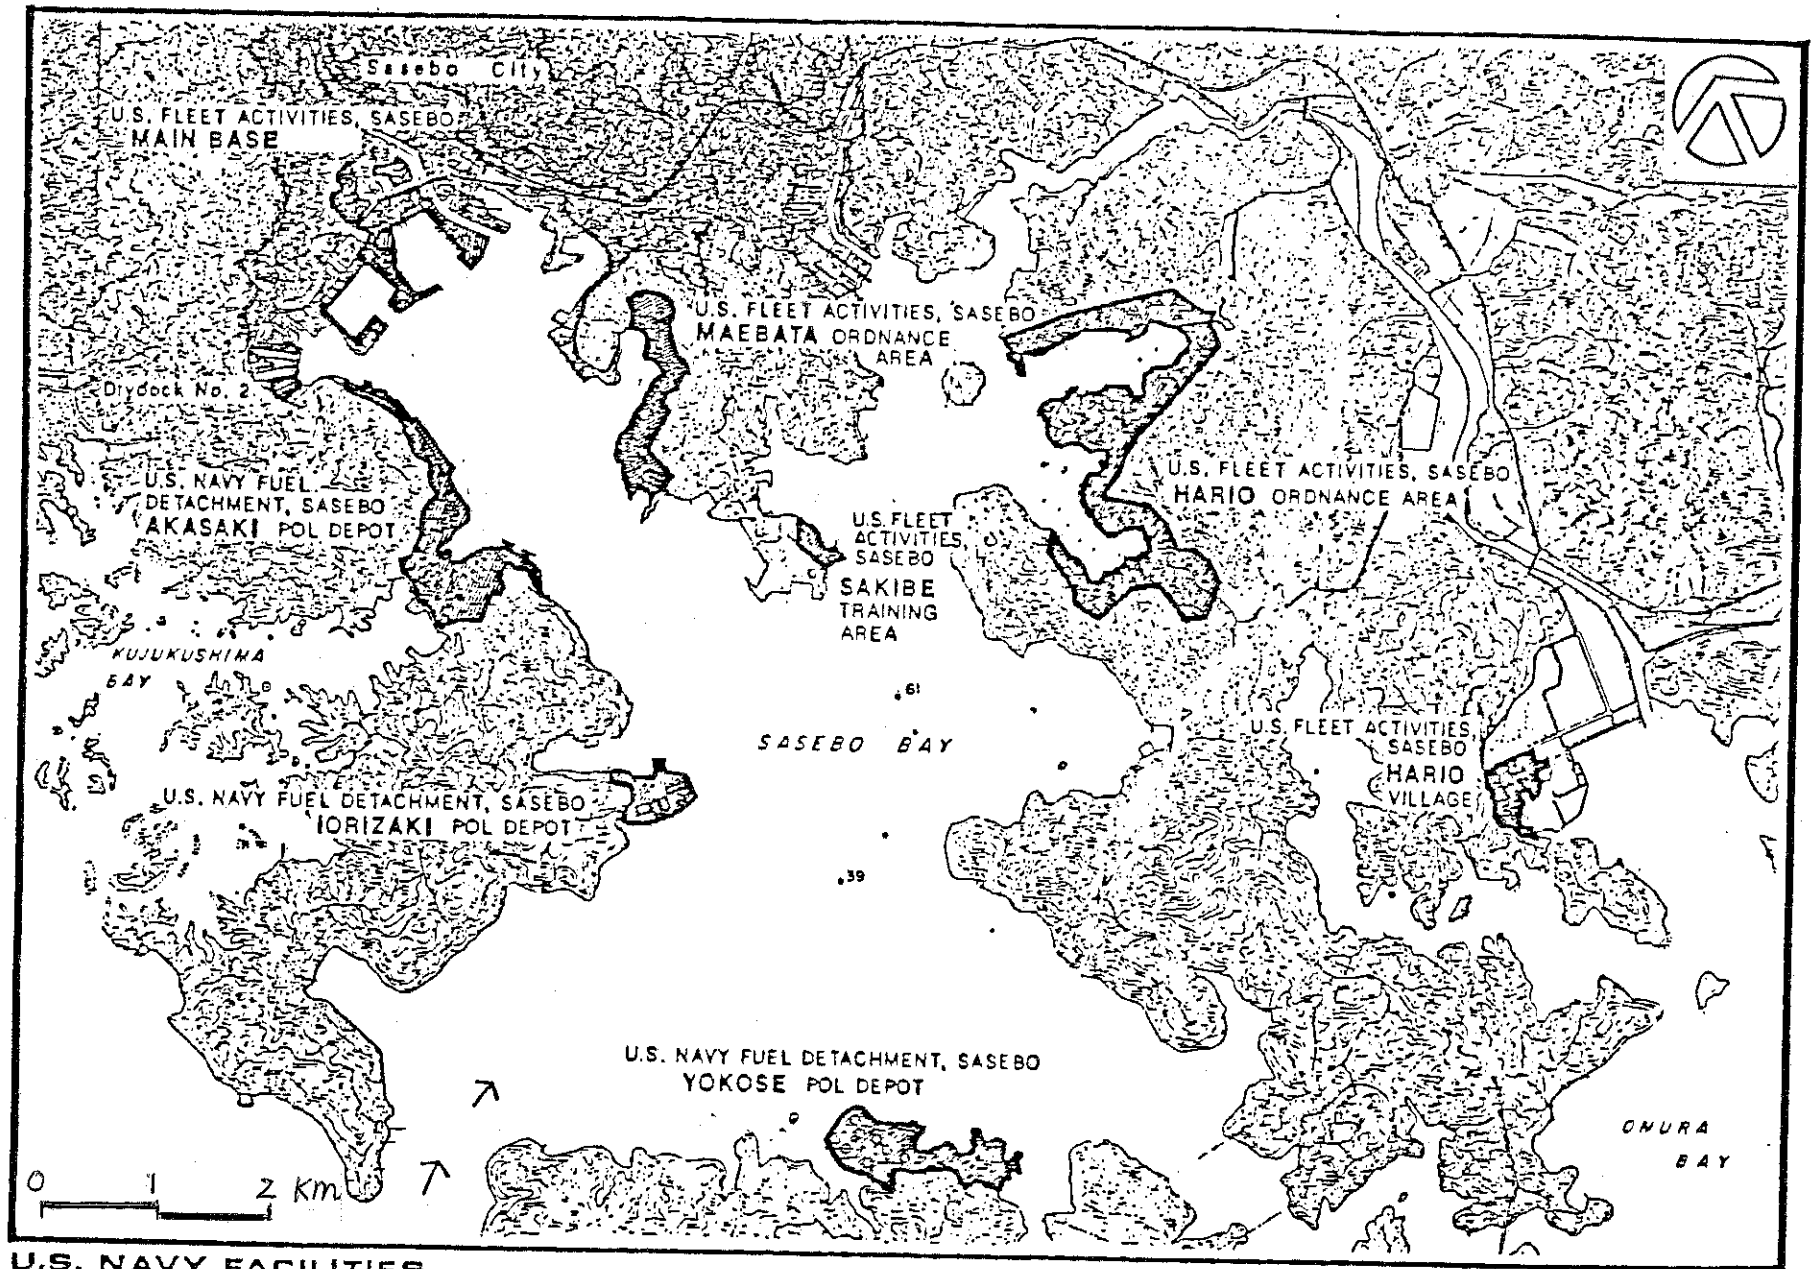 Sasebo City
U.S. FLEET ACTIVITIES, SASEBO
MAIN BASE
U.S. FLEET ACTIVITIES, SASEBO
MAEBATA ORDNANCE
AREA
Drydock No. 2
U.S. NAVY FUEL
DETACHMENT, SASEBO
AKASAKI POL DEPOT
U.S. FLEET ACTIVITIES, SASEBO
HARIO ORDNANCE AREA
U.S. FLEET
ACTIVITIES,
SASEBO
SAKIBE
TRAINING
AREA
KUJUKUSHIMA
BAY
61
SASEBO BAY
U.S. FLEET ACTIVITIES,
SASEBO
HARIO
VILLAGE
U.S. NAVY FUEL DETACHMENT, SASEBO
IORIZAKI POL DEPOT
39
U.S. NAVY FUEL DETACHMENT, SASEBO
YOKOSE POL DEPOT
OMURA
BAY
0 1 2 Km
U.S. NAVY FACILITIES